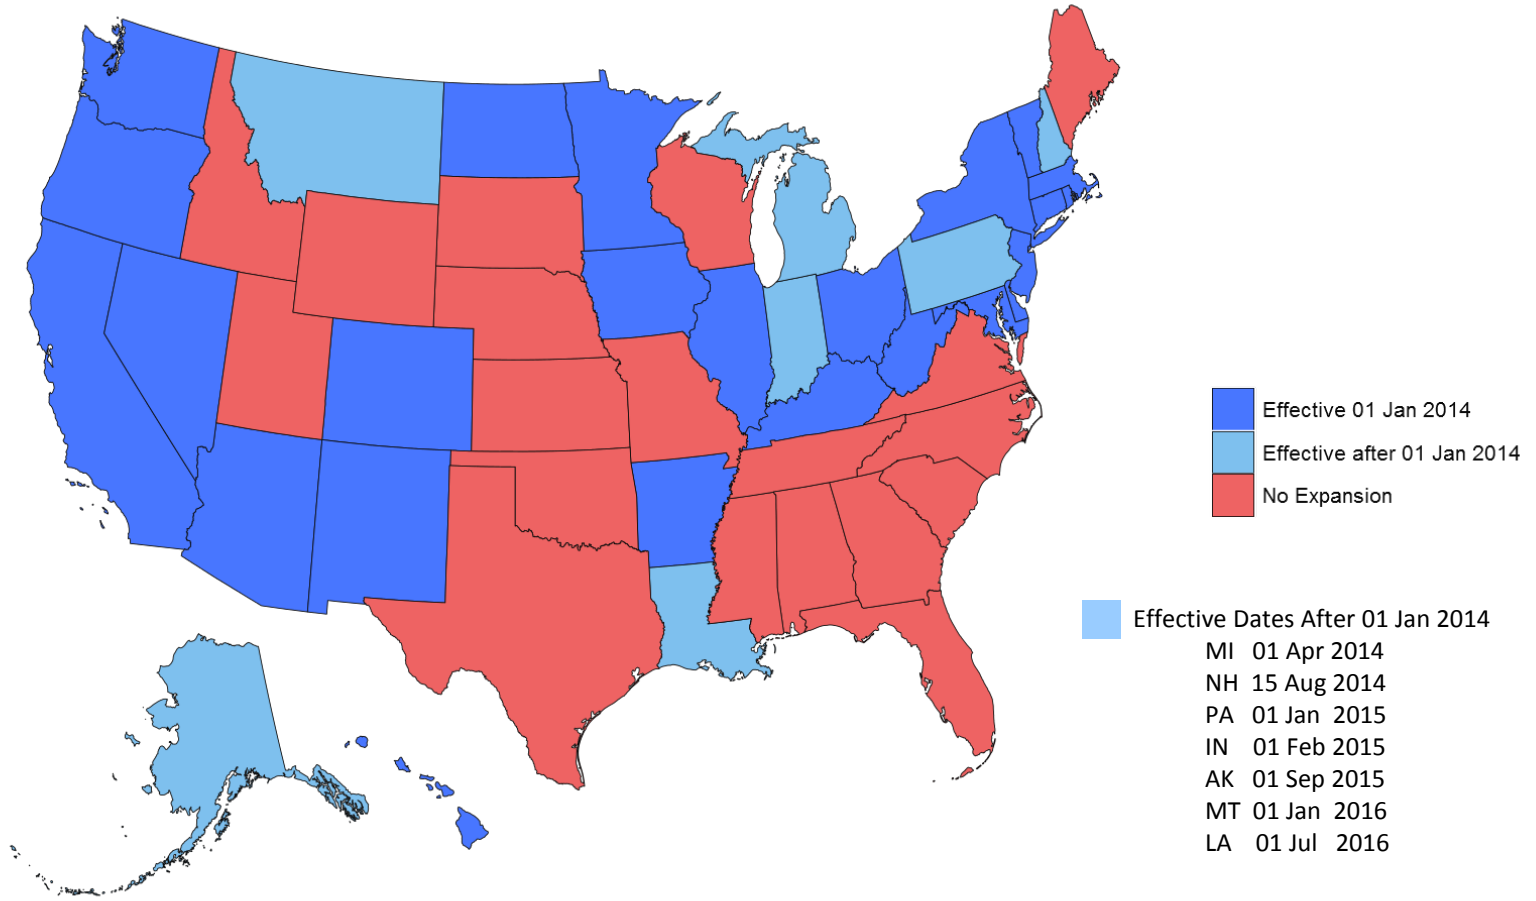 Effective 01 Jan 2014
Effective after 01 Jan 2014
No Expansion
Effective Dates After 01 Jan 2014
MI 01 Apr 2014
NH 15 Aug 2014
PA 01 Jan 2015
IN 01 Feb 2015
AK 01 Sep 2015
MT 01 Jan 2016
LA 01 Jul 2016